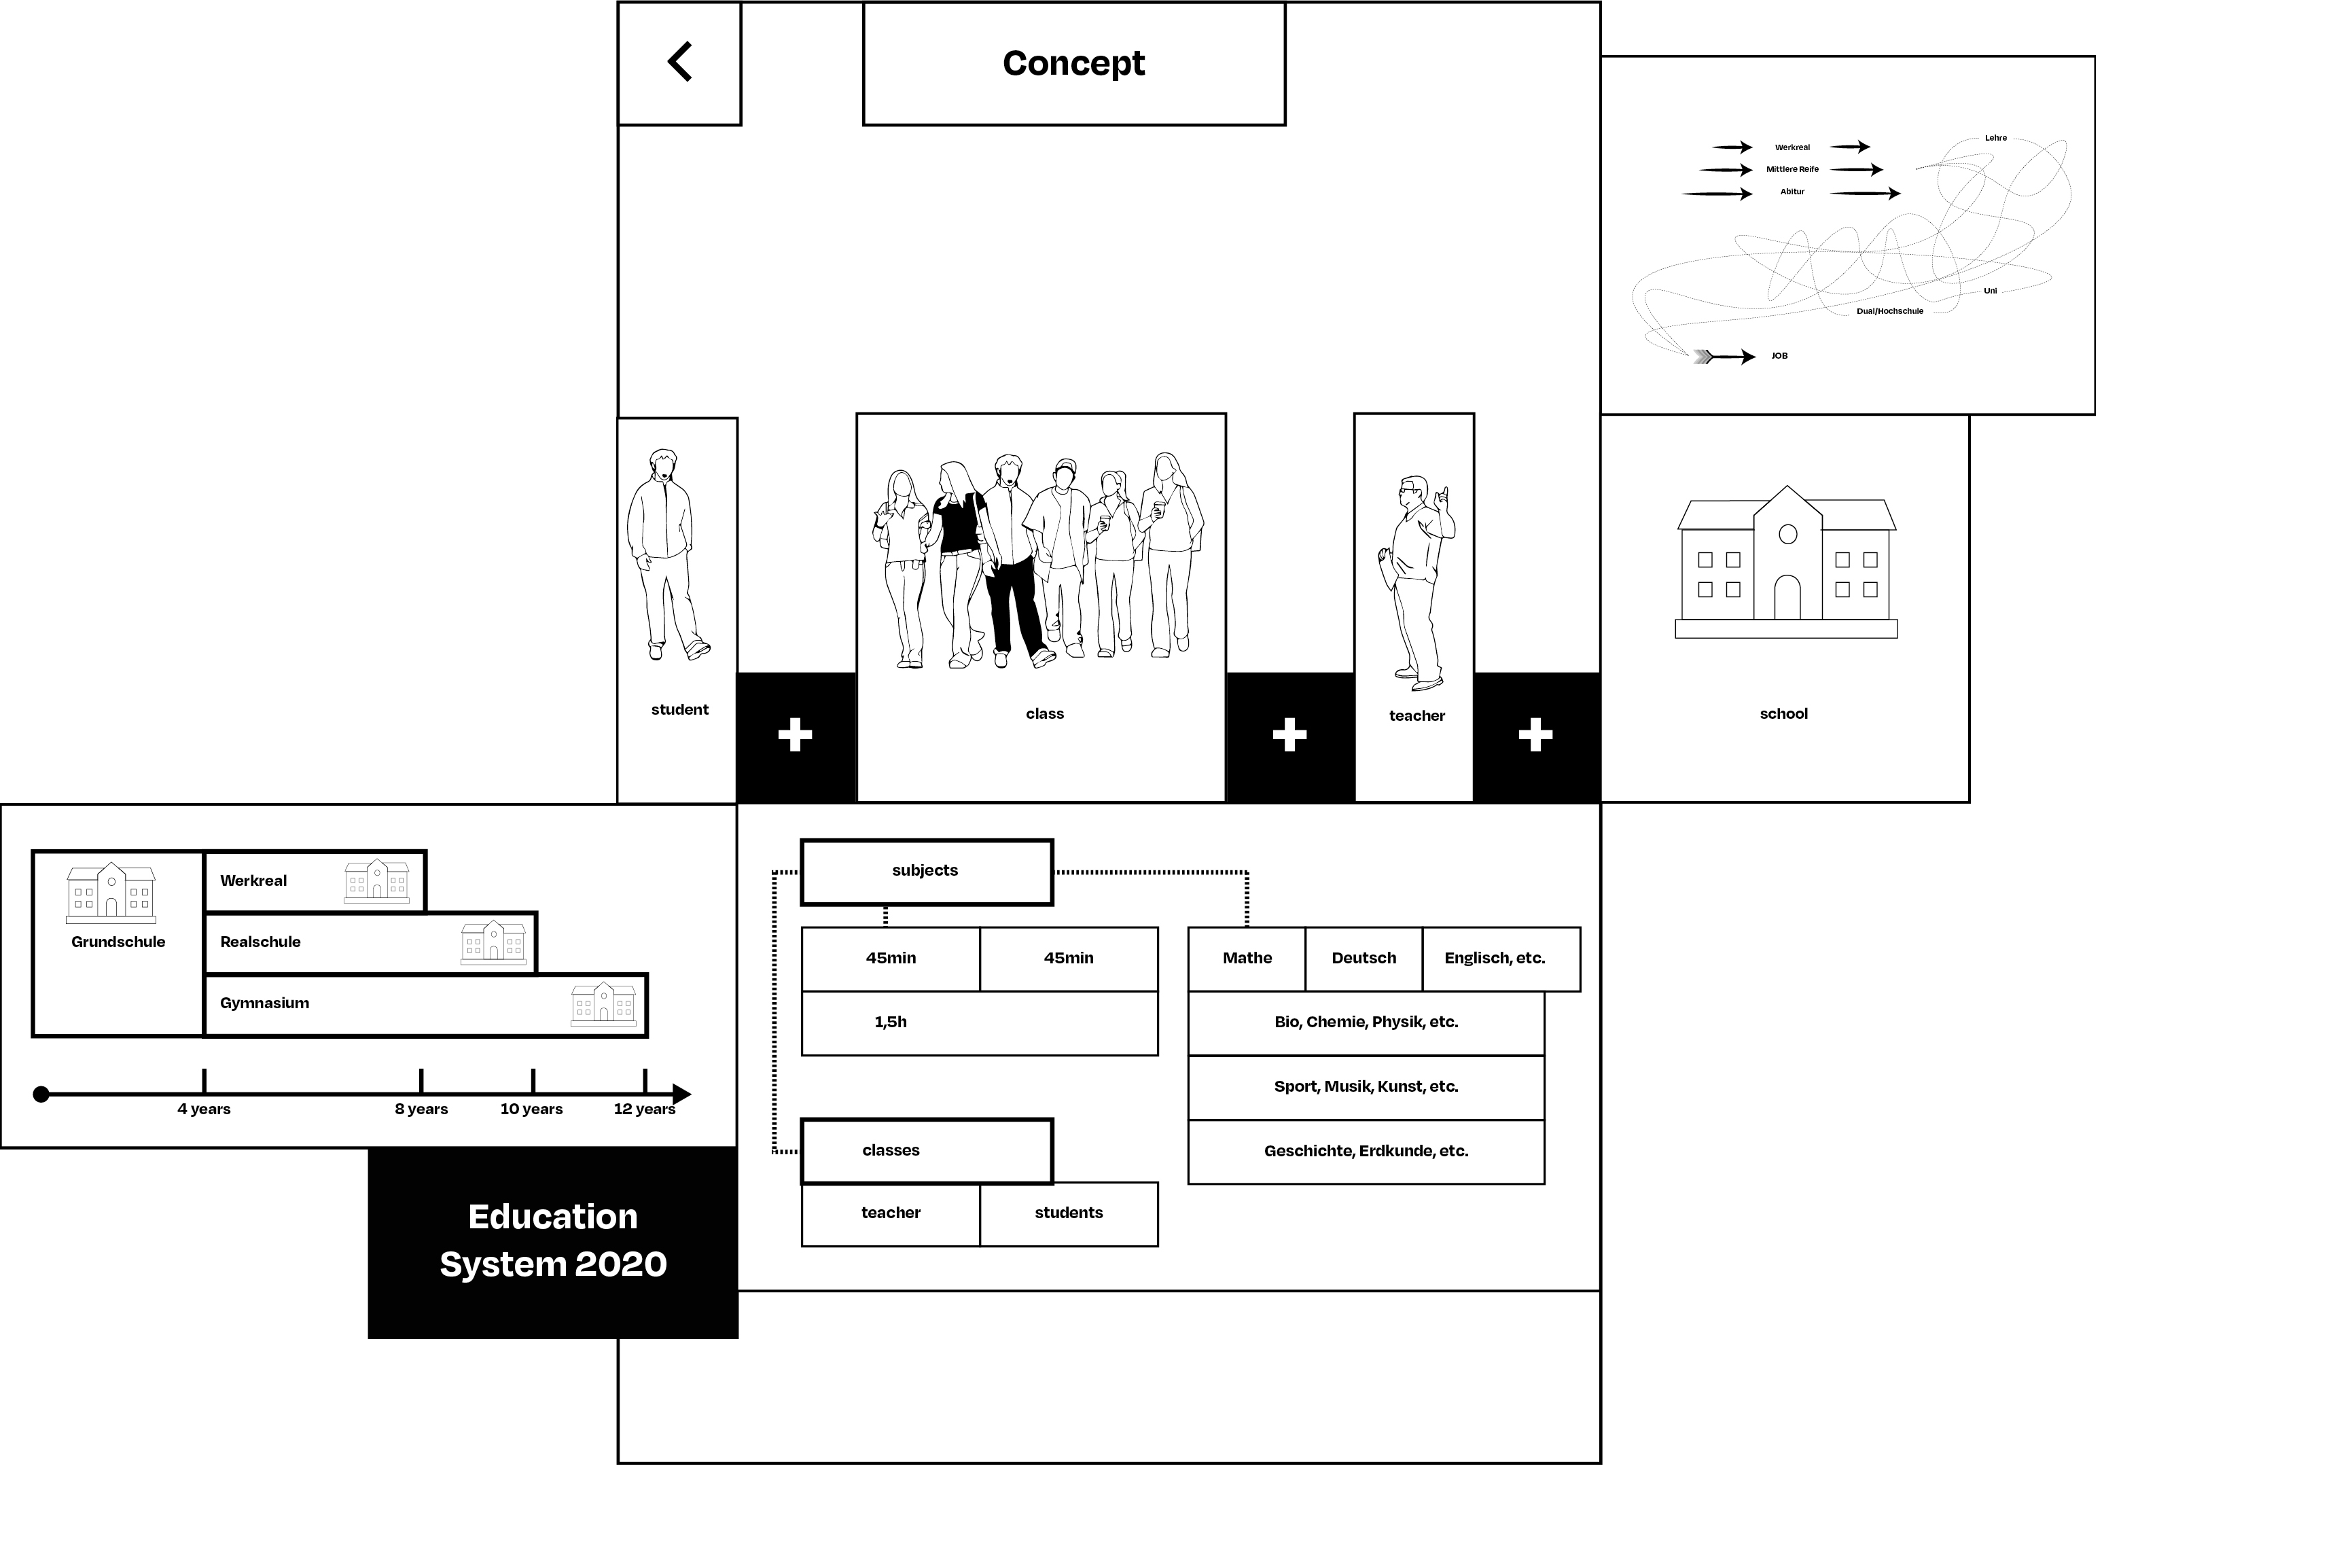 Concept
Werkreal
Mittlere Reife
Abitur
Lehre
Uni
Dual/Hochschule
JOB
student
class
teacher
school
Werkreal
Grundschule
Realschule
Gymnasium
4 years
8 years
10 years
12 years
Education
System 2020
subjects
45min
45min
1,5h
Mathe
Deutsch
Englisch, etc.
Bio, Chemie, Physik, etc.
Sport, Musik, Kunst, etc.
Geschichte, Erdkunde, etc.
classes
teacher
students